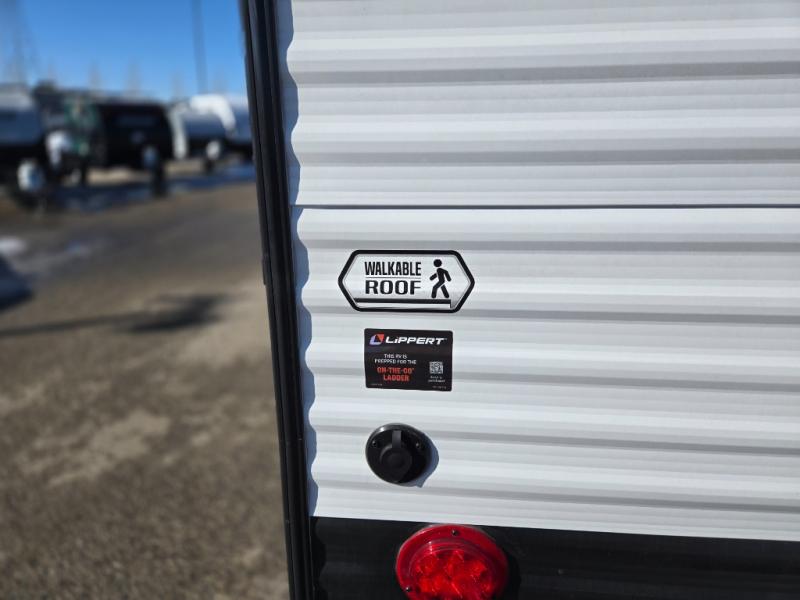 WALKABLE
ROOF
LIPPERT
THIS RV IS
PREPPED FOR THE
ON-THE-GO®
LADDER